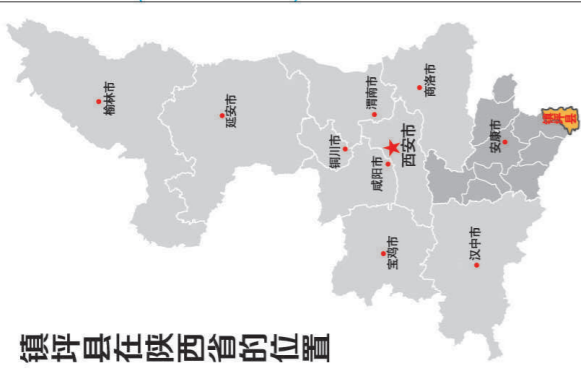 镇坪县在陕西省的位置
榆林市
延安市
铜川市
渭南市
商洛市
咸阳市
西安市
宝鸡市
汉中市
安康市
镇坪县